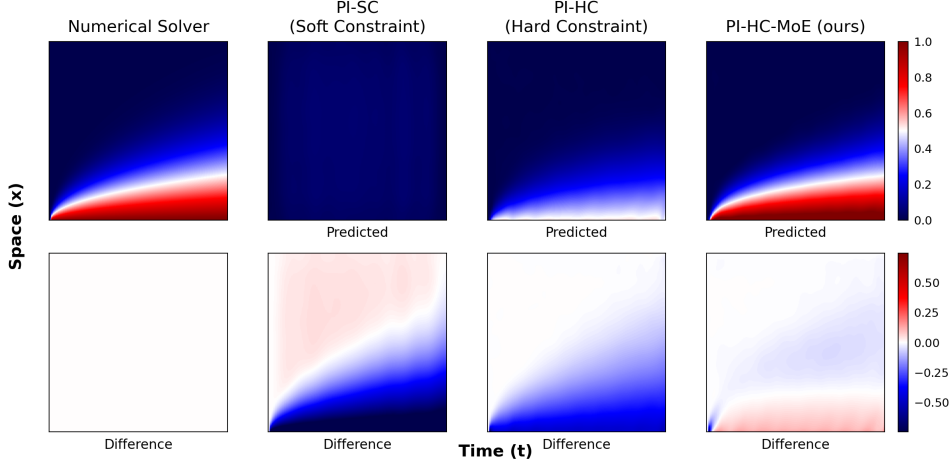 Numerical Solver
PI-SC
(Soft Constraint)
PI-HC
(Hard Constraint)
PI-HC-MoE (ours)
1.0
0.8
0.6
0.4
0.2
0.0
Predicted
Predicted
Predicted
Space (x)
0.50
0.25
0.00
−0.25
−0.50
Difference
Difference
Difference
Difference
Time (t)